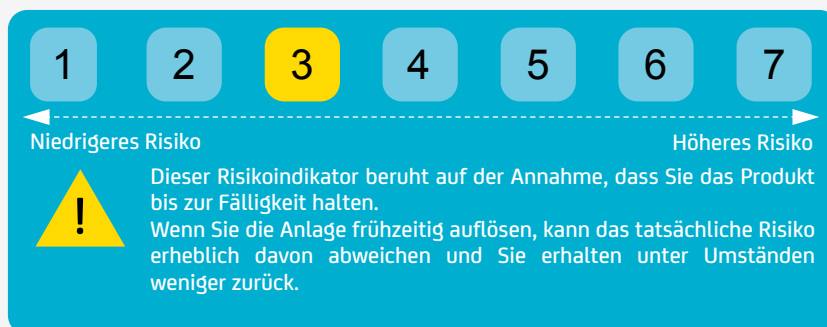 1 2 3 4 5 6 7
Niedrigeres Risiko Höheres Risiko
!
Dieser Risikoindikator beruht auf der Annahme, dass Sie das Produkt
bis zur Fälligkeit halten.
Wenn Sie die Anlage frühzeitig auflösen, kann das tatsächliche Risiko
erheblich davon abweichen und Sie erhalten unter Umständen
weniger zurück.